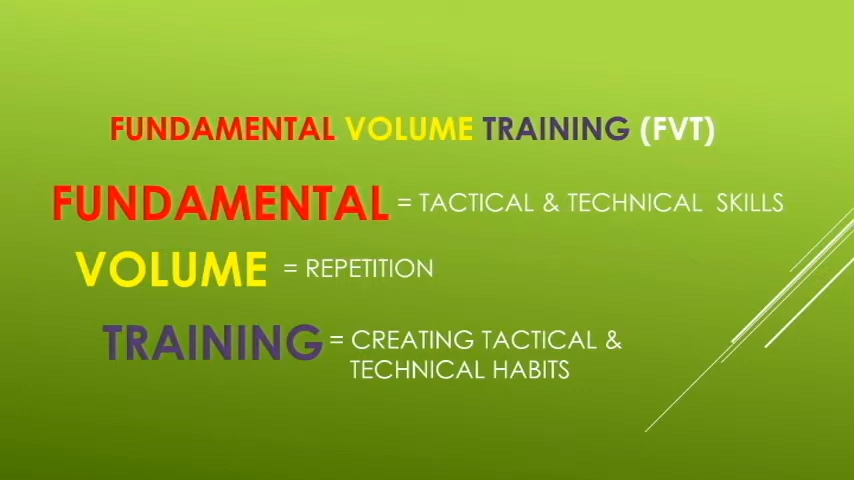 FUNDAMENTAL VOLUME TRAINING (FVT)
FUNDAMENTAL = TACTICAL & TECHNICAL SKILLS
VOLUME = REPETITION
TRAINING = CREATING TACTICAL &
TECHNICAL HABITS